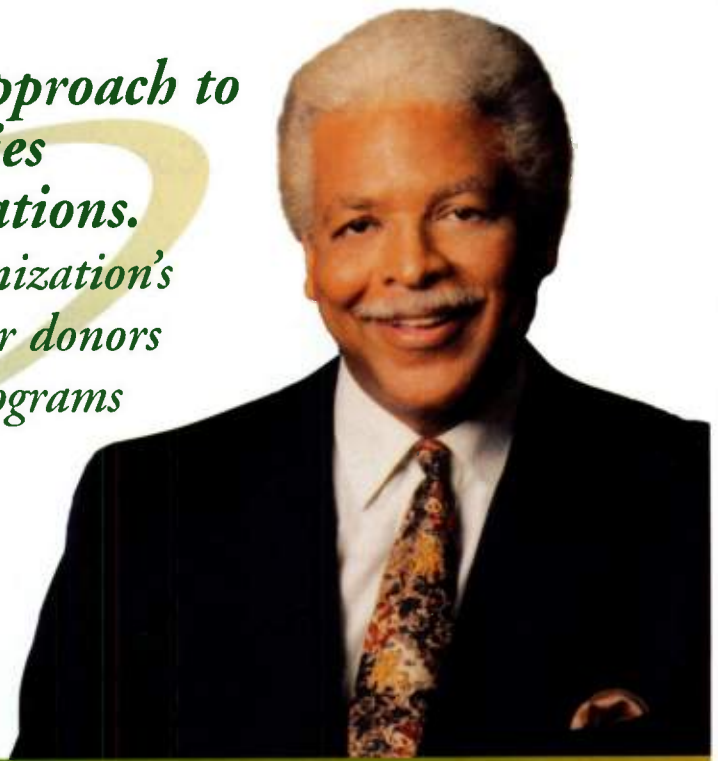 pproach to
ies
ations.
nization's
r donors
ograms